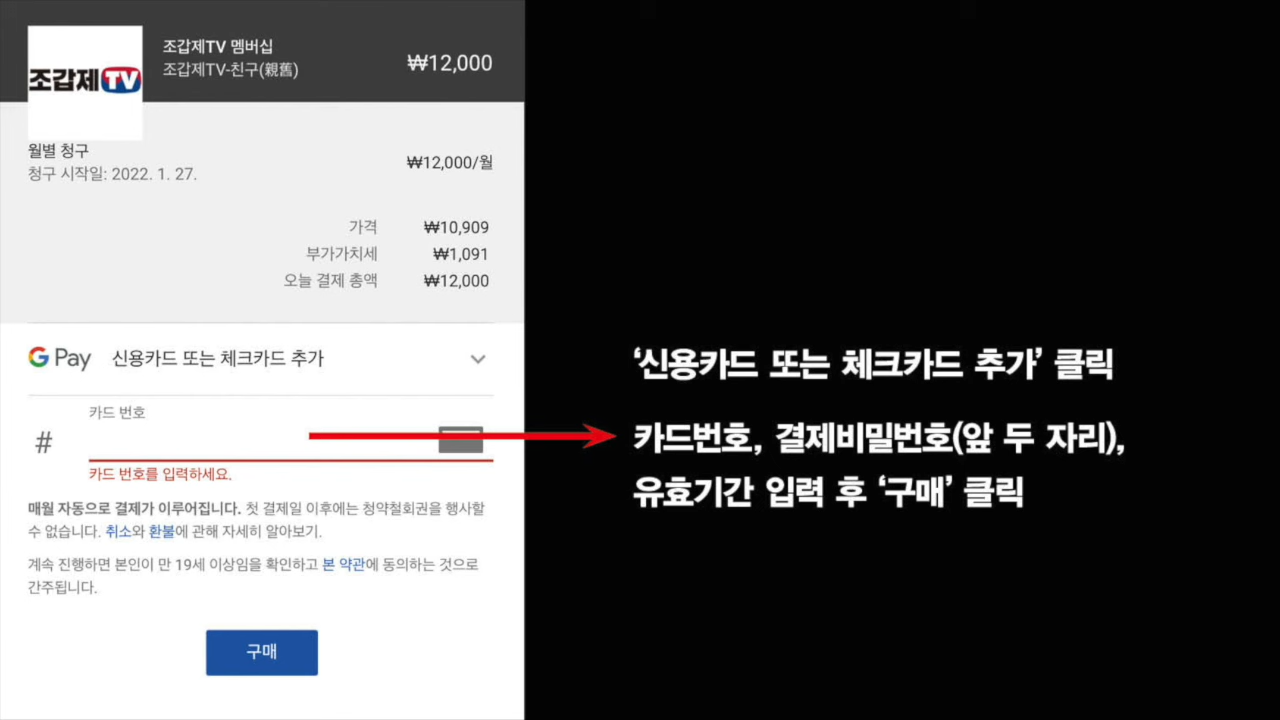 조갑제TV
조갑제TV 멤버십
조갑제TV-친구(親舊)
₩12,000
월별 청구
청구 시작일: 2022. 1. 27.
₩12,000/월
가격 ₩10,909
부가가치세 ₩1,091
오늘 결제 총액 ₩12,000
G Pay 신용카드 또는 체크카드 추가
카드 번호
#
카드 번호를 입력하세요.
매월 자동으로 결제가 이루어집니다. 첫 결제일 이후에는 청약철회권을 행사할
수 없습니다. 취소와 환불에 관해 자세히 알아보기.
계속 진행하면 본인이 만 19세 이상임을 확인하고 본 약관에 동의하는 것으로
간주됩니다.
구매
‘신용카드 또는 체크카드 추가’ 클릭
카드번호, 결제비밀번호(앞 두 자리),
유효기간 입력 후 ‘구매’ 클릭